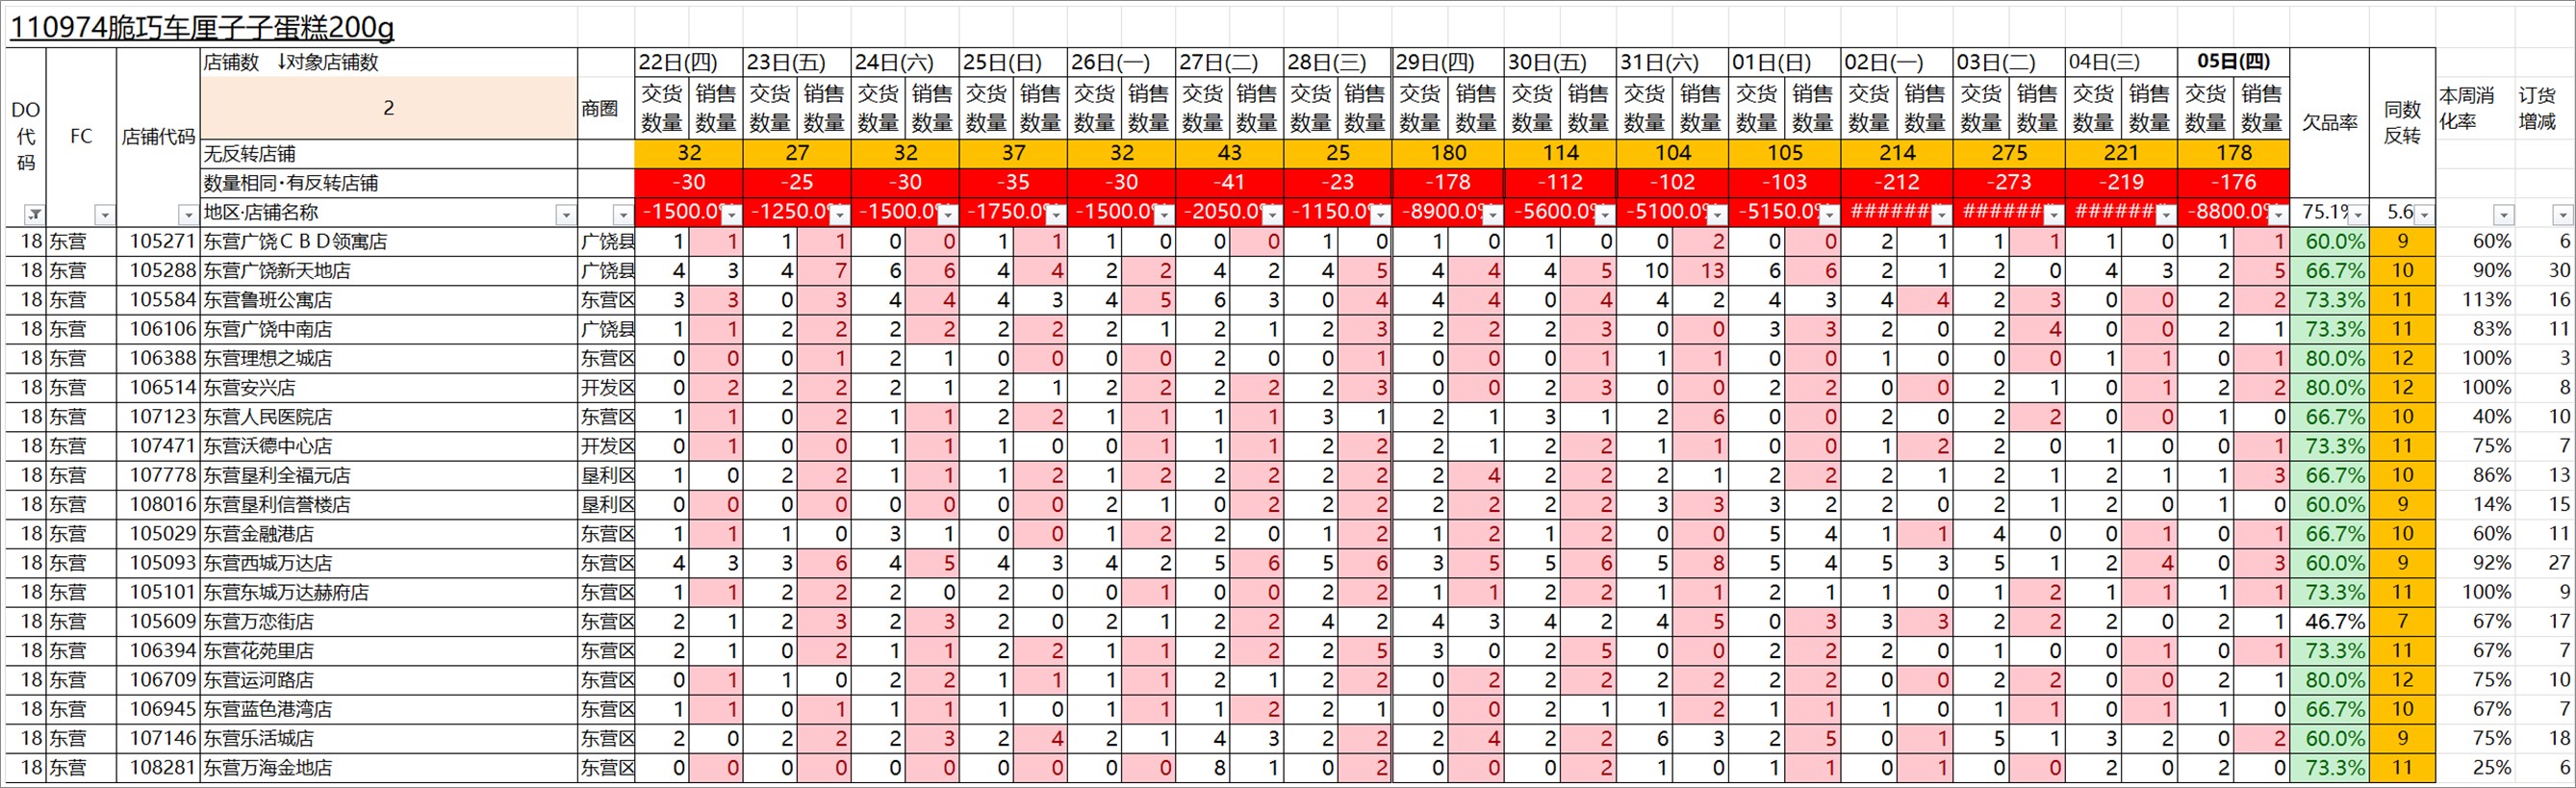 110974脆巧车厘子子蛋糕200g
店铺数 ↓对象店铺数 22日(四) 23日(五) 24日(六) 25日(日) 26日(一) 27日(二) 28日(三) 29日(四) 30日(五) 31日(六) 01日(日) 02日(一) 03日(二) 04日(三) 05日(四)
DO代码 FC 店铺代码 2 商圈 交货数量 销售数量 交货数量 销售数量 交货数量 销售数量 交货数量 销售数量 交货数量 销售数量 交货数量 销售数量 交货数量 销售数量 交货数量 销售数量 交货数量 销售数量 交货数量 销售数量 交货数量 销售数量 交货数量 销售数量 交货数量 销售数量 交货数量 销售数量 交货数量 销售数量 欠品率 同数反转 本周消化率 订货增减
无反转店铺 32 27 32 37 32 43 25 180 114 104 105 214 275 221 178
数量相同·有反转店铺 -30 -25 -30 -35 -30 -41 -23 -178 -112 -102 -103 -212 -273 -219 -176
地区·店铺名称 -1500.0% -1250.0% -1500.0% -1750.0% -1500.0% -2050.0% -1150.0% -8900.0% -5600.0% -5100.0% -5150.0% ####### ####### ####### -8800.0% 75.1% 5.6
18 东营 105271 东营广饶ＣＢＤ领寓店 广饶县 1 1 1 1 0 0 1 1 1 0 0 0 1 0 1 0 1 0 0 2 0 0 2 1 1 1 1 0 1 1 60.0% 9 60% 6
18 东营 105288 东营广饶新天地店 广饶县 4 3 4 7 6 6 4 4 2 2 4 2 4 5 4 4 4 5 10 13 6 6 2 1 2 0 4 3 2 5 66.7% 10 90% 30
18 东营 105584 东营鲁班公寓店 东营区 3 3 0 3 4 4 4 3 4 5 6 3 0 4 4 4 0 4 4 2 4 3 4 4 2 3 0 0 2 2 73.3% 11 113% 16
18 东营 106106 东营广饶中南店 广饶县 1 1 2 2 2 2 2 2 2 1 2 1 2 3 2 2 2 3 0 0 3 3 2 0 2 4 0 0 2 1 73.3% 11 83% 11
18 东营 106388 东营理想之城店 东营区 0 0 0 1 2 1 0 0 0 0 2 0 0 1 0 0 0 1 1 1 0 0 1 0 0 0 1 1 0 1 80.0% 12 100% 3
18 东营 106514 东营安兴店 开发区 0 2 2 2 2 1 2 1 2 2 2 2 2 3 0 0 2 3 0 0 2 2 0 0 2 1 0 1 2 2 80.0% 12 100% 8
18 东营 107123 东营人民医院店 东营区 1 1 0 2 1 1 2 2 1 1 1 1 3 1 2 1 3 1 2 6 0 0 2 0 2 2 0 0 1 0 66.7% 10 40% 10
18 东营 107471 东营沃德中心店 开发区 0 1 0 0 1 1 1 0 0 1 1 1 2 2 2 1 2 2 1 1 0 0 1 2 2 0 1 0 0 1 73.3% 11 75% 7
18 东营 107778 东营垦利全福元店 垦利区 1 0 2 2 1 1 1 2 1 2 2 2 2 2 2 4 2 2 2 1 2 2 2 1 2 1 2 1 1 3 66.7% 10 86% 13
18 东营 108016 东营垦利信誉楼店 垦利区 0 0 0 0 0 0 0 0 2 1 0 2 2 2 2 2 2 2 3 3 3 2 2 0 2 1 2 0 1 0 60.0% 9 14% 15
18 东营 105029 东营金融港店 东营区 1 1 1 0 3 1 0 0 1 2 2 0 1 2 1 2 1 2 0 0 5 4 1 1 4 0 0 1 0 1 66.7% 10 60% 11
18 东营 105093 东营西城万达店 东营区 4 3 3 6 4 5 4 3 4 2 5 6 5 6 3 5 5 6 5 8 5 4 5 3 5 1 2 4 0 3 60.0% 9 92% 27
18 东营 105101 东营东城万达赫府店 东营区 1 1 2 2 2 0 2 0 0 1 0 0 2 2 1 1 2 2 1 1 2 1 1 0 1 2 1 1 1 1 73.3% 11 100% 9
18 东营 105609 东营万恋街店 东营区 2 1 2 3 2 3 2 0 2 1 2 2 4 2 4 3 4 2 4 5 0 3 3 3 2 2 2 0 2 1 46.7% 7 67% 17
18 东营 106394 东营花苑里店 东营区 2 1 0 2 1 1 2 2 1 1 2 2 2 5 3 0 2 5 0 0 2 2 2 0 1 0 0 1 0 1 73.3% 11 67% 7
18 东营 106709 东营运河路店 东营区 0 1 1 0 2 2 1 1 1 1 2 1 2 2 0 2 2 2 2 2 2 2 0 0 2 2 0 0 2 1 80.0% 12 75% 10
18 东营 106945 东营蓝色港湾店 东营区 1 1 0 1 1 1 1 0 1 1 1 2 2 1 0 0 2 1 1 2 1 1 1 0 1 1 0 1 1 0 66.7% 10 67% 7
18 东营 107146 东营乐活城店 东营区 2 0 2 2 2 3 2 4 2 1 4 3 2 2 2 4 2 2 6 3 2 5 0 1 5 1 3 2 0 2 60.0% 9 75% 18
18 东营 108281 东营万海金地店 东营区 0 0 0 0 0 0 0 0 0 0 8 1 0 2 0 0 0 2 1 0 1 1 0 1 0 0 2 0 2 0 73.3% 11 25% 6